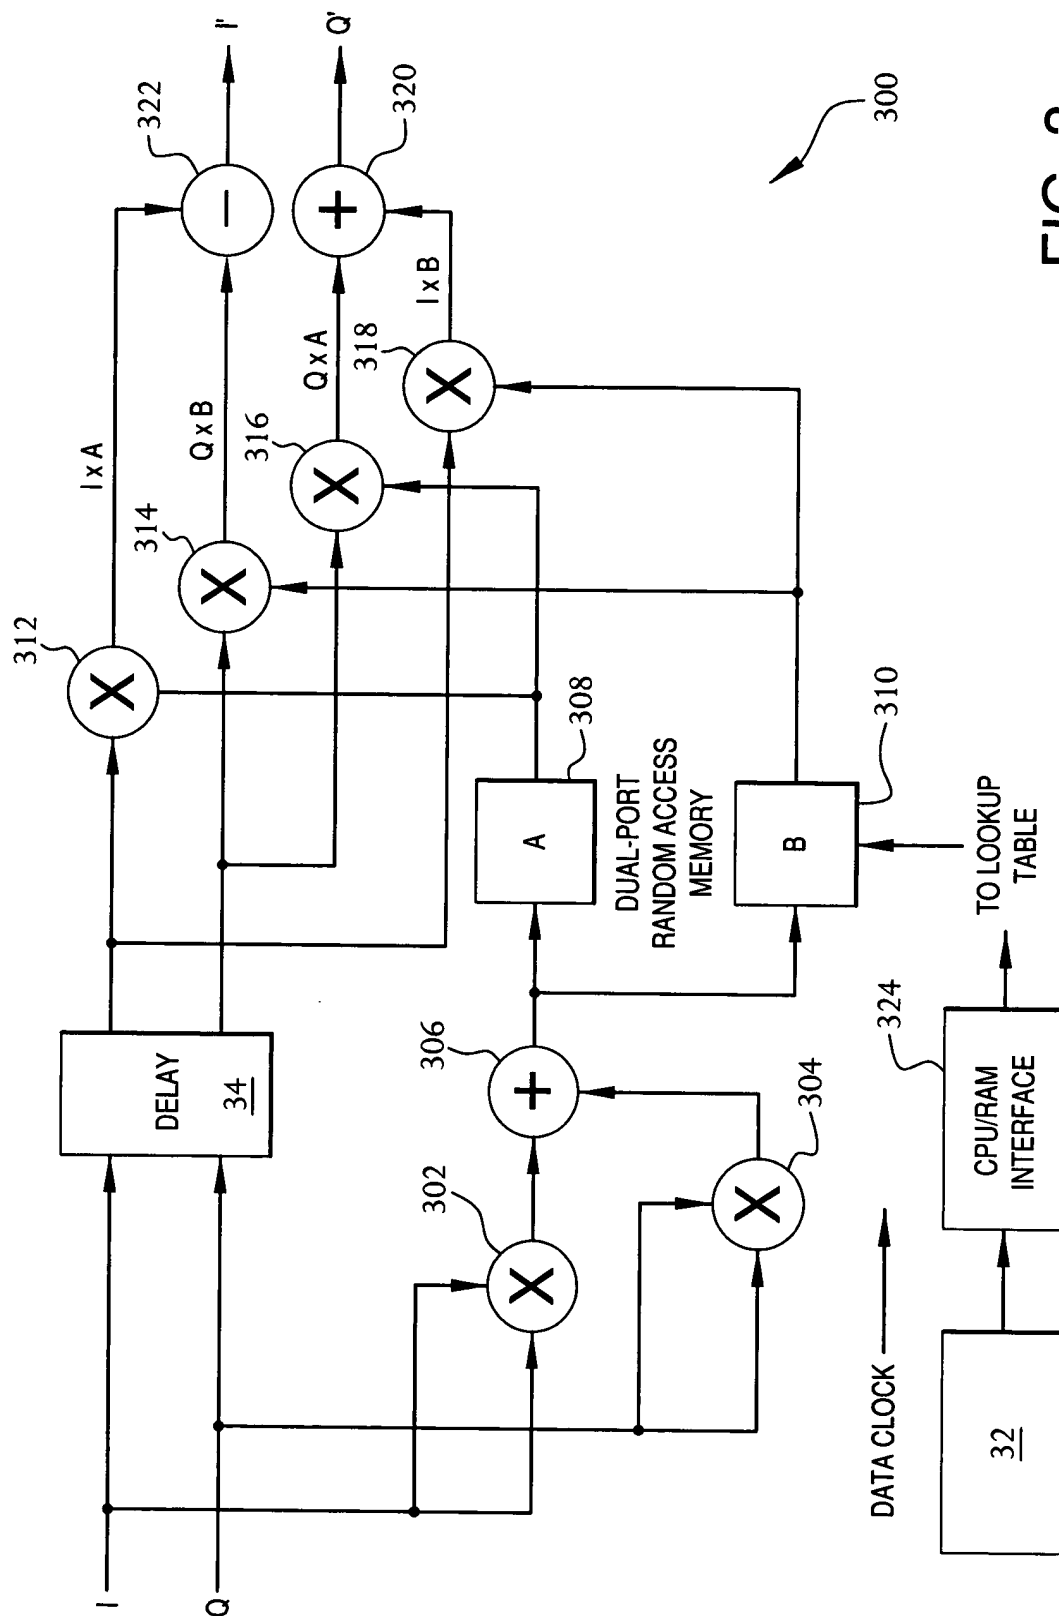 I
Q
DELAY
34
312
I x A
322
I'
314
Q x B
316
Q x A
320
Q'
318
I x B
302
306
304
A
308
DUAL-PORT
RANDOM ACCESS
MEMORY
B
310
TO LOOKUP
TABLE
DATA CLOCK
32
CPU/RAM
INTERFACE
324
300
X
X
X
X
X
X
+
+
−